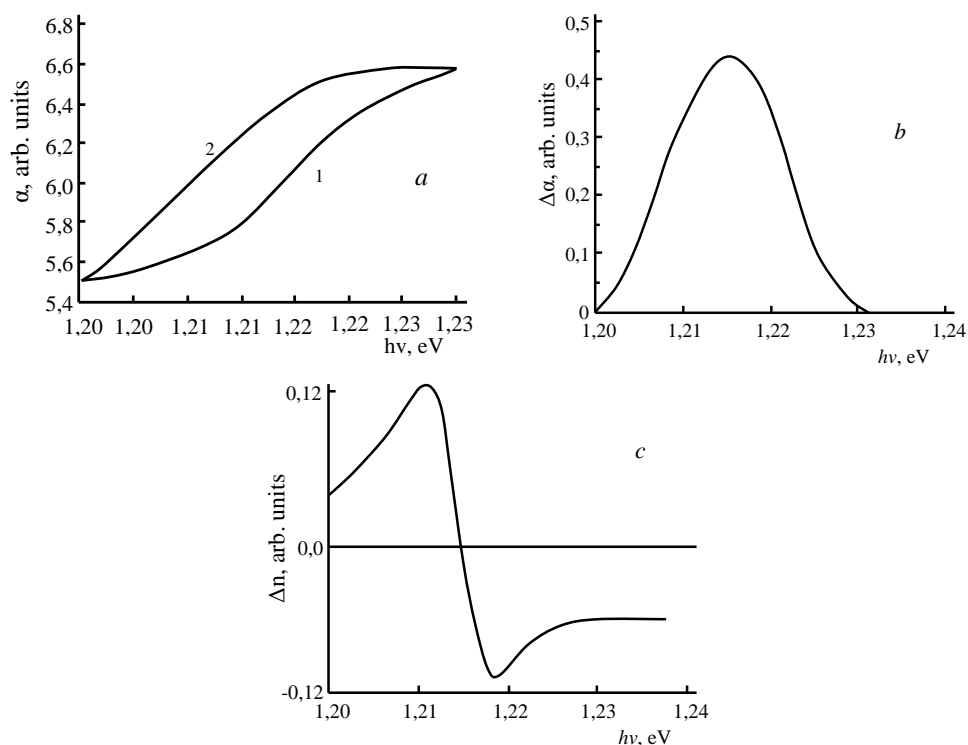 6,8
6,6
6,4
6,2
6,0
5,8
5,6
5,4
α, arb. units
2
1
a
1,20 1,20 1,21 1,21 1,22 1,22 1,23 1,23
hν, eV
0,5
0,4
0,3
0,2
0,1
0
Δα, arb. units
b
1,20 1,21 1,22 1,23 1,24
hν, eV
0,12
0,0
-0,12
Δn, arb. units
c
1,20 1,21 1,22 1,23 1,24
hν, eV